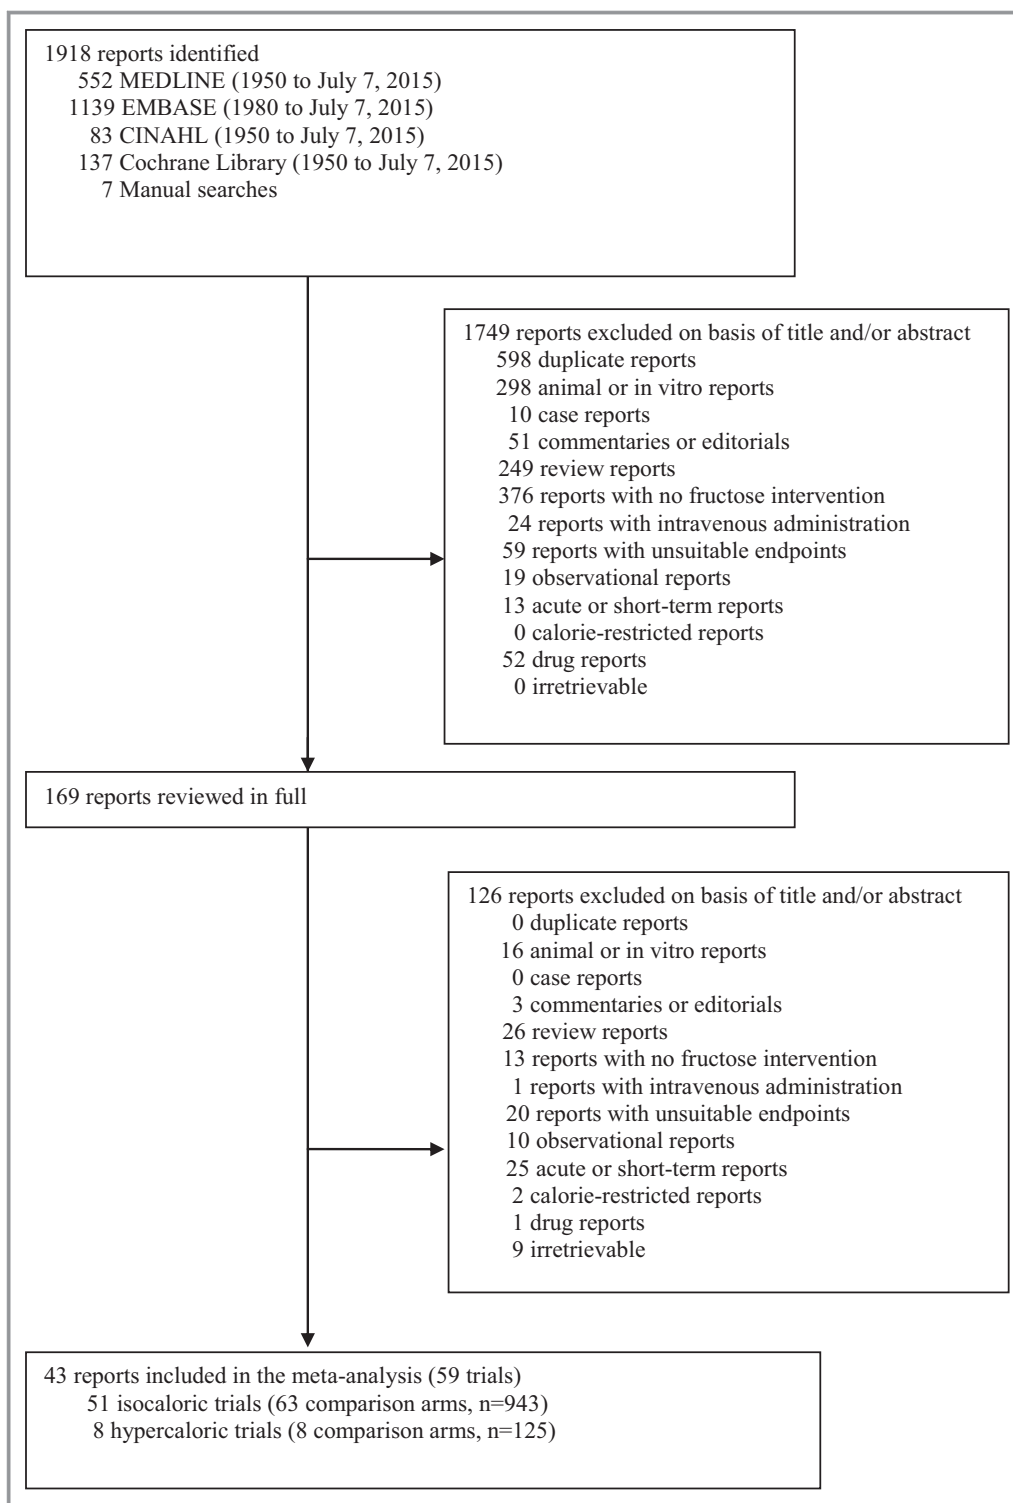 1918 reports identified
552 MEDLINE (1950 to July 7, 2015)
1139 EMBASE (1980 to July 7, 2015)
83 CINAHL (1950 to July 7, 2015)
137 Cochrane Library (1950 to July 7, 2015)
7 Manual searches
1749 reports excluded on basis of title and/or abstract
598 duplicate reports
298 animal or in vitro reports
10 case reports
51 commentaries or editorials
249 review reports
376 reports with no fructose intervention
24 reports with intravenous administration
59 reports with unsuitable endpoints
19 observational reports
13 acute or short-term reports
0 calorie-restricted reports
52 drug reports
0 irretrievable
169 reports reviewed in full
126 reports excluded on basis of title and/or abstract
0 duplicate reports
16 animal or in vitro reports
0 case reports
3 commentaries or editorials
26 review reports
13 reports with no fructose intervention
1 reports with intravenous administration
20 reports with unsuitable endpoints
10 observational reports
25 acute or short-term reports
2 calorie-restricted reports
1 drug reports
9 irretrievable
43 reports included in the meta-analysis (59 trials)
51 isocaloric trials (63 comparison arms, n=943)
8 hypercaloric trials (8 comparison arms, n=125)